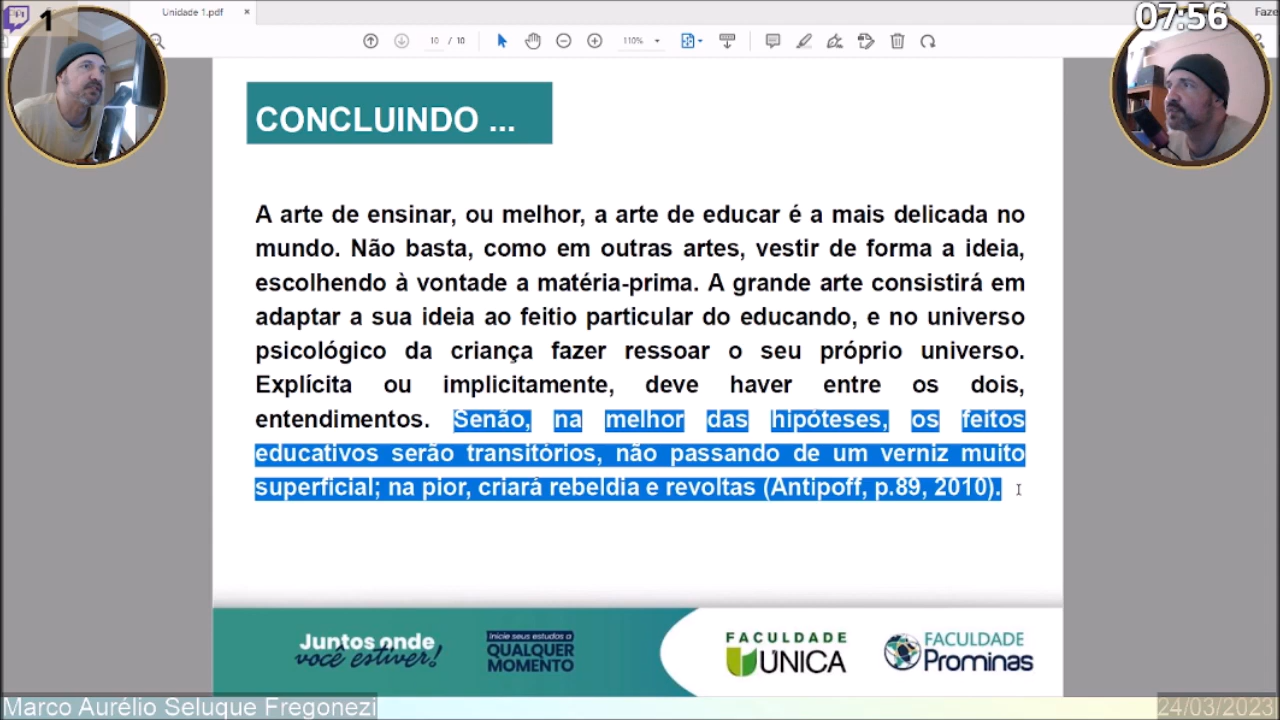 1
Unidade 1.pdf ×
Faze
07:56
10 / 10
110%
CONCLUINDO ...
A arte de ensinar, ou melhor, a arte de educar é a mais delicada no
mundo. Não basta, como em outras artes, vestir de forma a ideia,
escolhendo à vontade a matéria-prima. A grande arte consistirá em
adaptar a sua ideia ao feitio particular do educando, e no universo
psicológico da criança fazer ressoar o seu próprio universo.
Explícita ou implicitamente, deve haver entre os dois,
entendimentos. Senão, na melhor das hipóteses, os feitos
educativos serão transitórios, não passando de um verniz muito
superficial; na pior, criará rebeldia e revoltas (Antipoff, p.89, 2010).
Juntos onde
você estiver!
Inicie seus estudos a
QUALQUER
MOMENTO
FACULDADE
ÚNICA
FACULDADE
Prominas
Marco Aurélio Seluque Fregonezi
24/03/2023